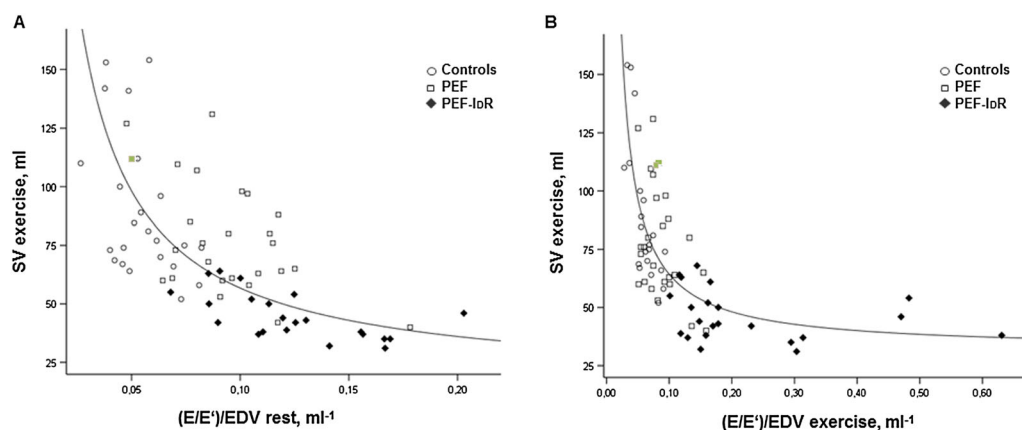 A
SV exercise, ml
150
125
100
75
50
25
0,05
0,10
0,15
0,20
(E/E‘)/EDV rest, ml-1
Controls
PEF
PEF-IDR
B
SV exercise, ml
150
125
100
75
50
25
0,00
0,10
0,20
0,30
0,40
0,50
0,60
(E/E‘)/EDV exercise, ml-1
Controls
PEF
PEF-IDR